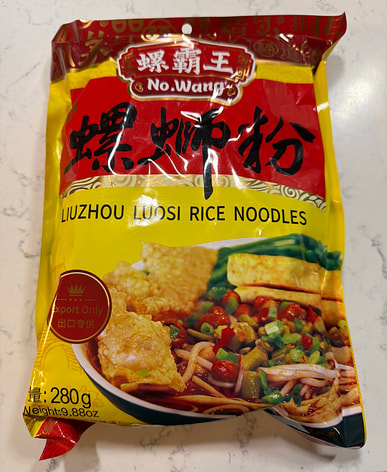 螺霸王
No.Wang
螺蛳粉
LIUZHOU LUOSI RICE NOODLES
Export Only
出口专供
量: 280g
Weight:9.88oz